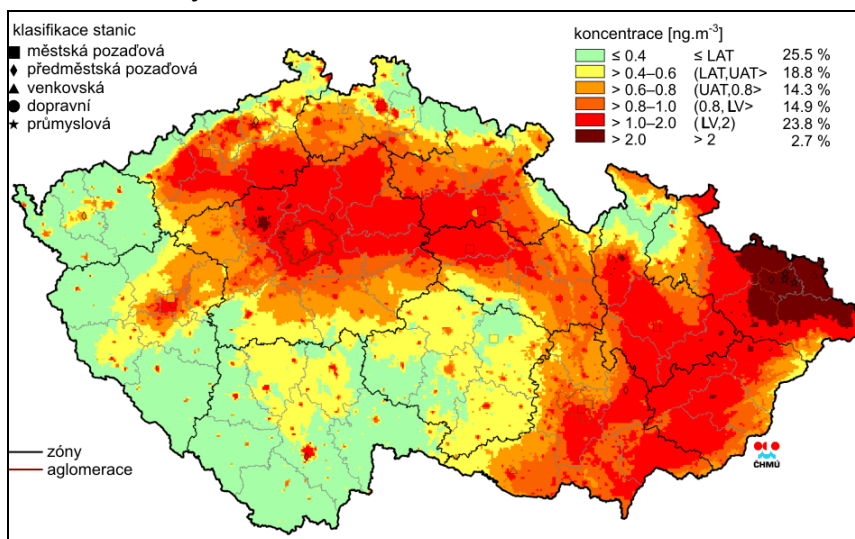 klasifikace stanic
městská pozaďová
předměstská pozaďová
venkovská
dopravní
průmyslová
koncentrace [ng.m-3]
≤ 0.4 ≤ LAT 25.5 %
> 0.4–0.6 (LAT,UAT> 18.8 %
> 0.6–0.8 (UAT,0.8> 14.3 %
> 0.8–1.0 (0.8, LV> 14.9 %
> 1.0–2.0 (LV,2) 23.8 %
> 2.0 > 2 2.7 %
zóny
aglomerace
ČHMÚ